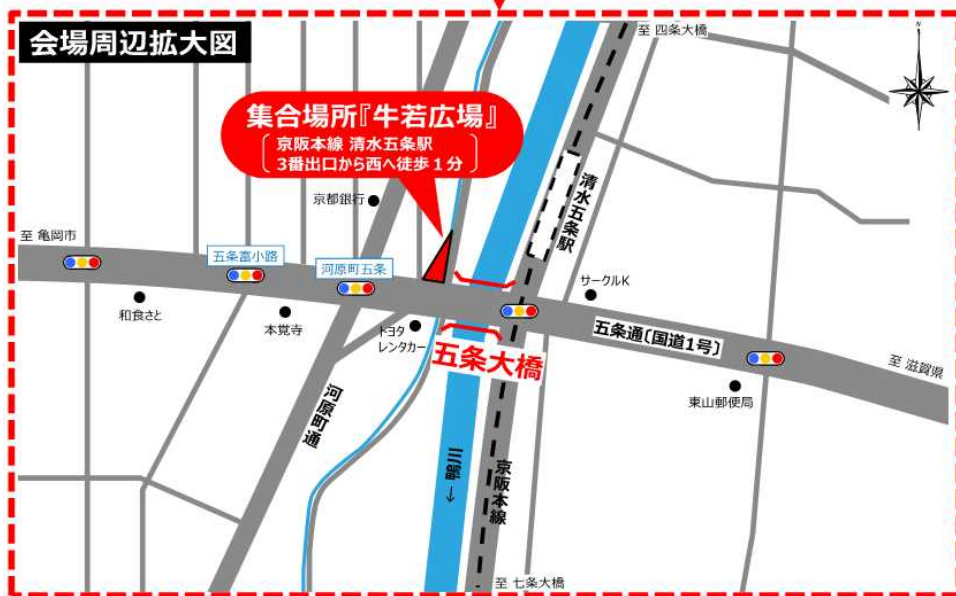 会場周辺拡大図
至 四条大橋
N
集合場所『牛若広場』
京阪本線 清水五条駅
3番出口から西へ徒歩1分
京都銀行
清水五条駅
至 亀岡市
五条富小路
河原町五条
サークルK
和食さと
本覚寺
トヨタ
レンタカー
五条大橋
五条通〔国道1号〕
至 滋賀県
東山郵便局
河原町通
鴨川→
京阪本線
至 七条大橋